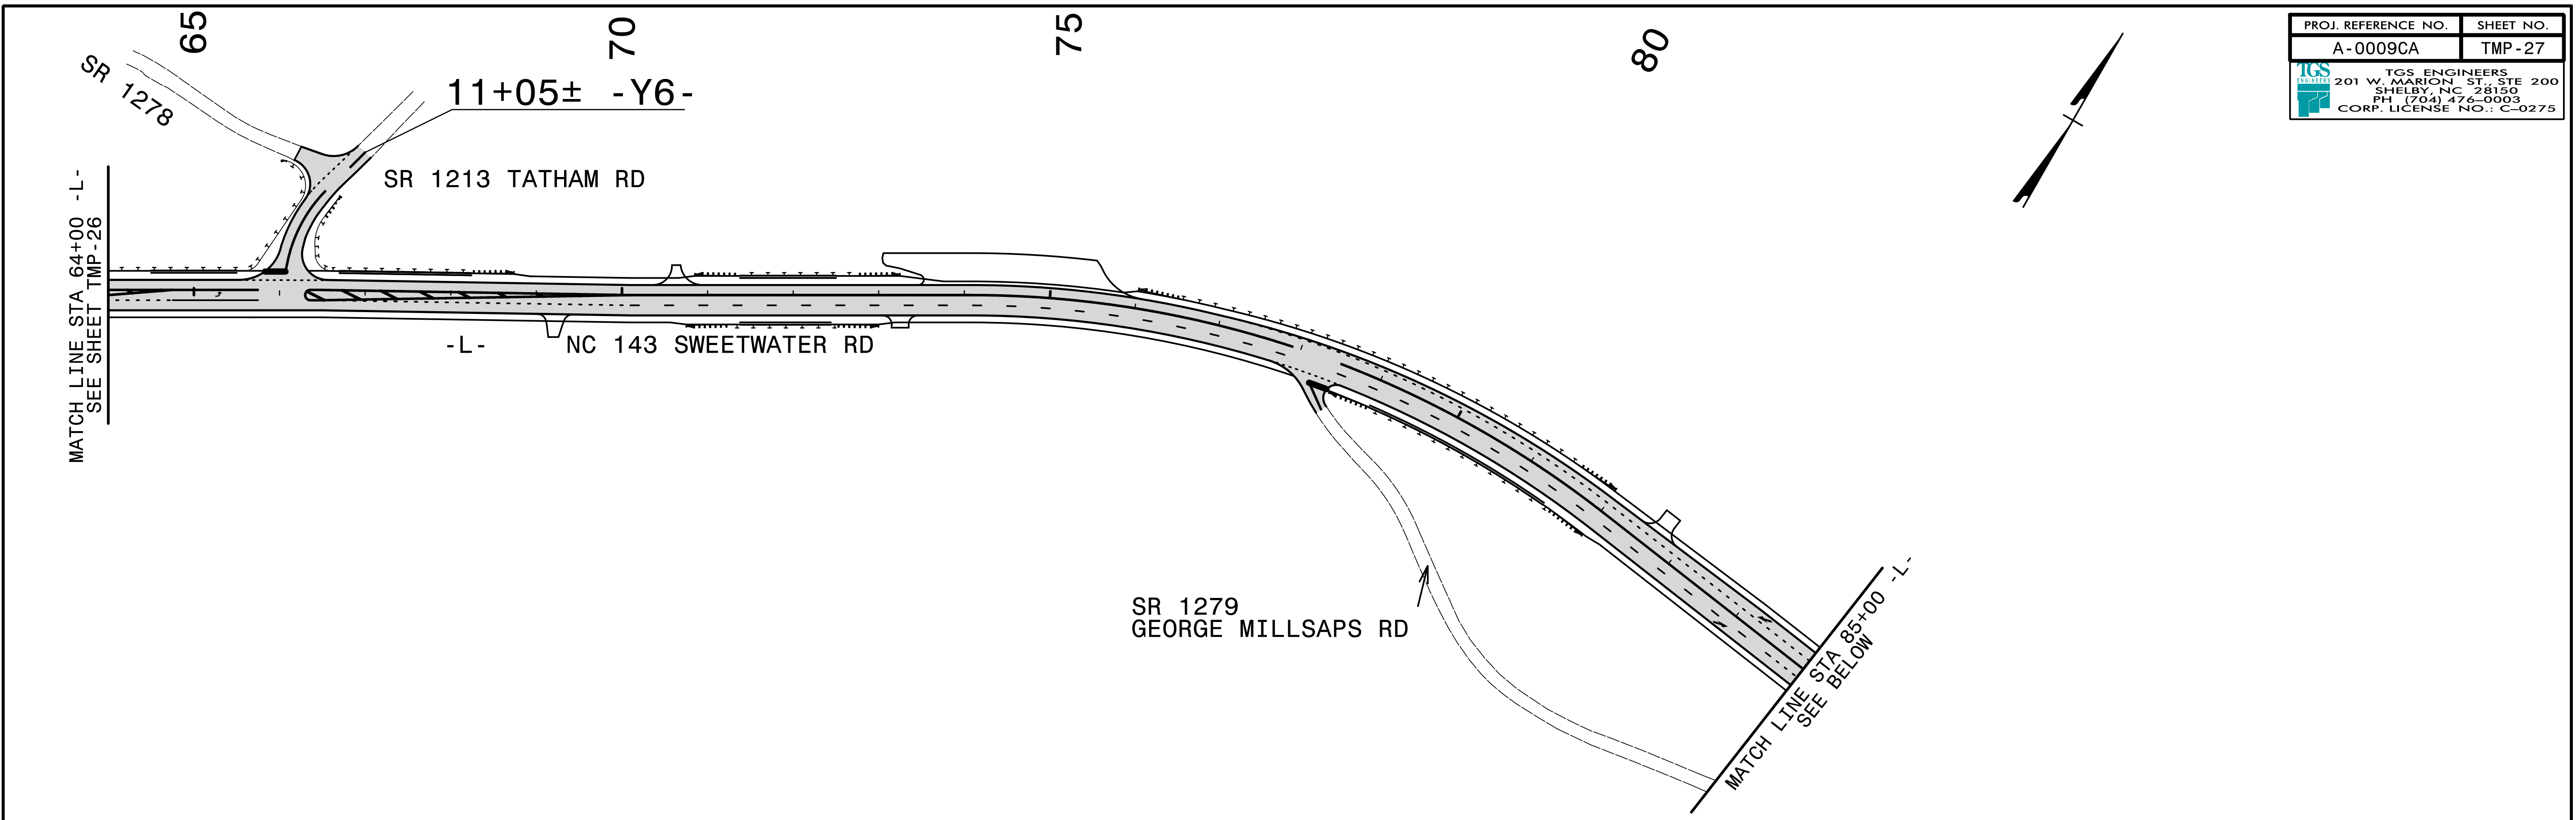 65
70
75
80
PROJ. REFERENCE NO.
SHEET NO.
A-0009CA
TMP-27
TGS
ENGINEERS
TGS ENGINEERS
201 W. MARION ST., STE 200
SHELBY, NC 28150
PH (704) 476-0003
CORP. LICENSE NO.: C-0275
SR 1278
11+05± -Y6-
SR 1213 TATHAM RD
MATCH LINE STA 64+00 -L-
SEE SHEET TMP-26
-L- NC 143 SWEETWATER RD
SR 1279
GEORGE MILLSAPS RD
MATCH LINE STA 85+00 -L-
SEE BELOW